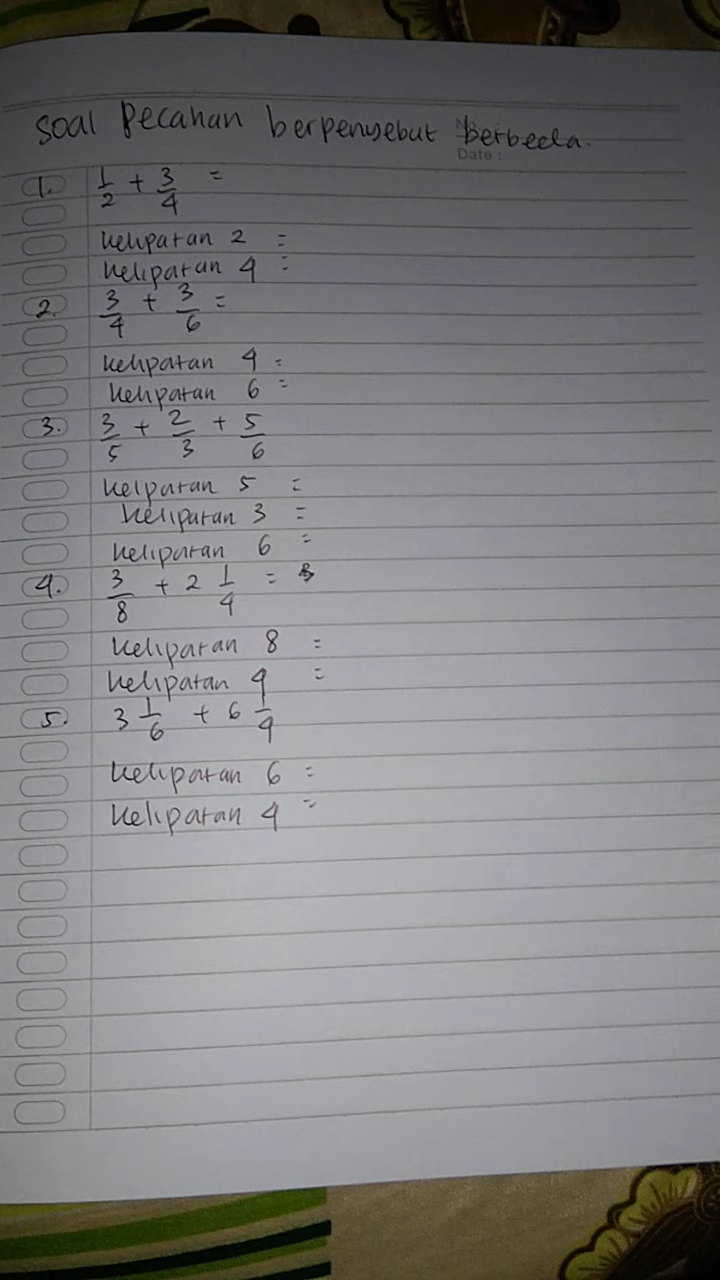 soal Pecahan berpenyebut berbeda.
Date :
1. 1/2 + 3/4 =
Kelipatan 2 =
Kelipatan 4 =
2. 3/4 + 3/6 =
Kelipatan 4 =
Kelipatan 6 =
3. 3/5 + 2/3 + 5/6
Kelpatan 5 =
Kelipatan 3 =
Kelipatan 6 =
4. 3/8 + 2 1/4 =
Kelipatan 8 =
Kelipatan 4 =
5. 3 1/6 + 6 1/4
Kelipatan 6 =
Kelipatan 4 =